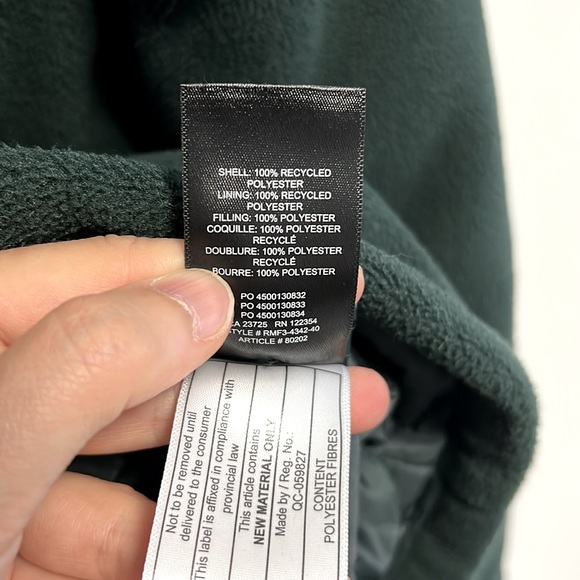 SHELL: 100% RECYCLED
POLYESTER
LINING: 100% RECYCLED
POLYESTER
FILLING: 100% POLYESTER
COQUILLE: 100% POLYESTER
RECYCLÉ
DOUBLURE: 100% POLYESTER
RECYCLÉ
BOURRE: 100% POLYESTER
PO 4500130832
PO 4500130833
PO 4500130834
CA 23725 RN 122354
STYLE # RMF3-4342-40
ARTICLE # 80202
Not to be removed until
delivered to the consumer
This label is affixed in compliance with
provincial law
This article contains
NEW MATERIAL ONLY
Made by / Reg. No.:
QC-059827
CONTENT
POLYESTER FIBRES